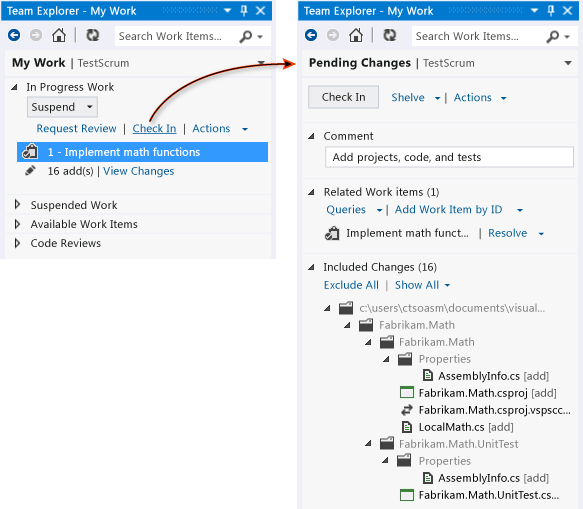 Team Explorer - My Work
Search Work Items...
My Work | TestScrum
In Progress Work
Suspend
Request Review | Check In | Actions
1 - Implement math functions
16 add(s) | View Changes
Suspended Work
Available Work Items
Code Reviews
Team Explorer - My Work
Search Work Items...
Pending Changes | TestScrum
Check In Shelve | Actions
Comment
Add projects, code, and tests
Related Work items (1)
Queries | Add Work Item by ID
Implement math funct... | Resolve
Included Changes (16)
Exclude All | Show All
c:\users\ctsoasm\documents\visual...
Fabrikam.Math
Fabrikam.Math
Properties
AssemblyInfo.cs [add]
Fabrikam.Math.csproj [add]
Fabrikam.Math.csproj.vspscc...
LocalMath.cs [add]
Fabrikam.Math.UnitTest
Properties
AssemblyInfo.cs [add]
Fabrikam.Math.UnitTest.cs...